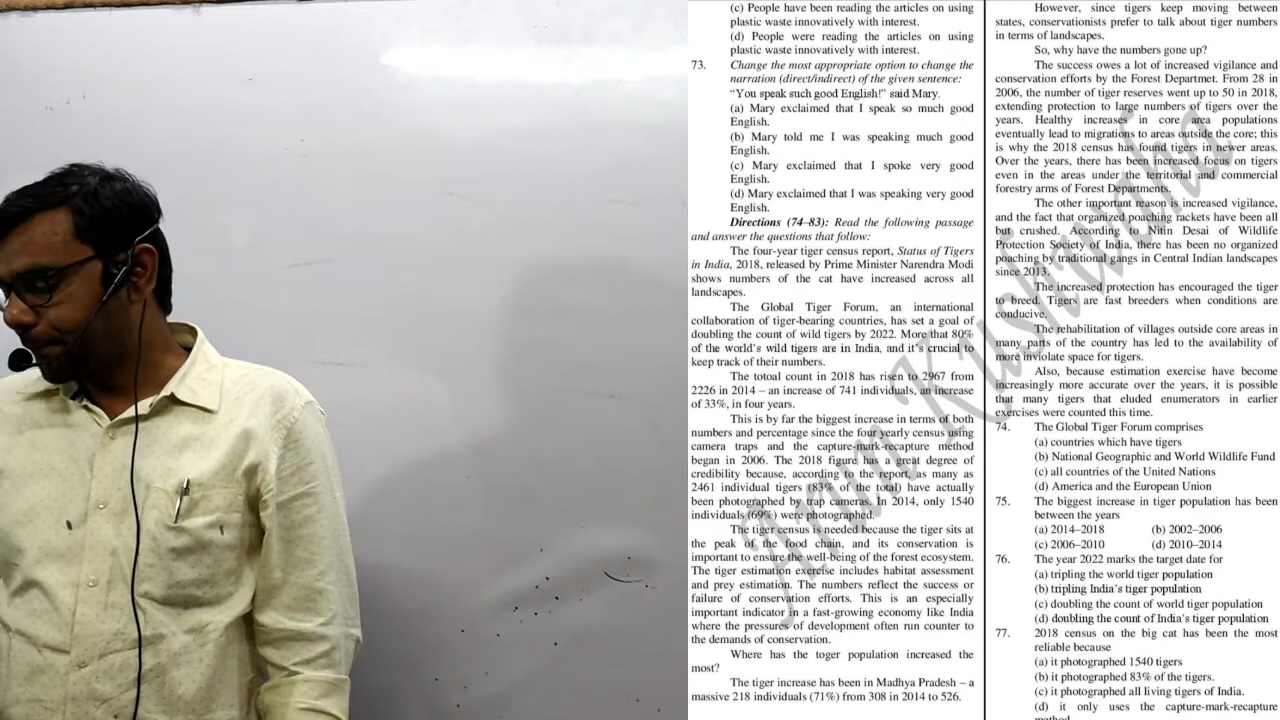 (c) People have been reading the articles on using
plastic waste innovatively with interest.
(d) People were reading the articles on using
plastic waste innovatively with interest.
73. Change the most appropriate option to change the
narration (direct/indirect) of the given sentence:
“You speak such good English!” said Mary.
(a) Mary exclaimed that I speak so much good
English.
(b) Mary told me I was speaking much good
English.
(c) Mary exclaimed that I spoke very good
English.
(d) Mary exclaimed that I was speaking very good
English.
Directions (74–83): Read the following passage
and answer the questions that follow:
The four-year tiger census report, Status of Tigers
in India, 2018, released by Prime Minister Narendra Modi
shows numbers of the cat have increased across all
landscapes.
The Global Tiger Forum, an international
collaboration of tiger-bearing countries, has set a goal of
doubling the count of wild tigers by 2022. More that 80%
of the world’s wild tigers are in India, and it’s crucial to
keep track of their numbers.
The totoal count in 2018 has risen to 2967 from
2226 in 2014 – an increase of 741 individuals, an increase
of 33%, in four years.
This is by far the biggest increase in terms of both
numbers and percentage since the four yearly census using
camera traps and the capture-mark-recapture method
began in 2006. The 2018 figure has a great degree of
credibility because, according to the report, as many as
2461 individual tigers (83% of the total) have actually
been photographed by trap cameras. In 2014, only 1540
individuals (69%) were photographed.
The tiger census is needed because the tiger sits at
the peak of the food chain, and its conservation is
important to ensure the well-being of the forest ecosystem.
The tiger estimation exercise includes habitat assessment
and prey estimation. The numbers reflect the success or
failure of conservation efforts. This is an especially
important indicator in a fast-growing economy like India
where the pressures of development often run counter to
the demands of conservation.
Where has the toger population increased the
most?
The tiger increase has been in Madhya Pradesh – a
massive 218 individuals (71%) from 308 in 2014 to 526.
However, since tigers keep moving between
states, conservationists prefer to talk about tiger numbers
in terms of landscapes.
So, why have the numbers gone up?
The success owes a lot of increased vigilance and
conservation efforts by the Forest Departmet. From 28 in
2006, the number of tiger reserves went up to 50 in 2018,
extending protection to large numbers of tigers over the
years. Healthy increases in core area populations
eventually lead to migrations to areas outside the core; this
is why the 2018 census has found tigers in newer areas.
Over the years, there has been increased focus on tigers
even in the areas under the territorial and commercial
forestry arms of Forest Departments.
The other important reason is increased vigilance,
and the fact that organized poaching rackets have been all
but crushed. According to Nitin Desai of Wildlife
Protection Society of India, there has been no organized
poaching by traditional gangs in Central Indian landscapes
since 2013.
The increased protection has encouraged the tiger
to breed. Tigers are fast breeders when conditions are
conducive.
The rehabilitation of villages outside core areas in
many parts of the country has led to the availability of
more inviolate space for tigers.
Also, because estimation exercise have become
increasingly more accurate over the years, it is possible
that many tigers that eluded enumerators in earlier
exercises were counted this time.
74. The Global Tiger Forum comprises
(a) countries which have tigers
(b) National Geographic and World Wildlife Fund
(c) all countries of the United Nations
(d) America and the European Union
75. The biggest increase in tiger population has been
between the years
(a) 2014–2018 (b) 2002–2006
(c) 2006–2010 (d) 2010–2014
76. The year 2022 marks the target date for
(a) tripling the world tiger population
(b) tripling India’s tiger population
(c) doubling the count of world tiger population
(d) doubling the count of India’s tiger population
77. 2018 census on the big cat has been the most
reliable because
(a) it photographed 1540 tigers
(b) it photographed 83% of the tigers.
(c) it photographed all living tigers of India.
(d) it only uses the capture-mark-recapture
method
Arun Kushwaha